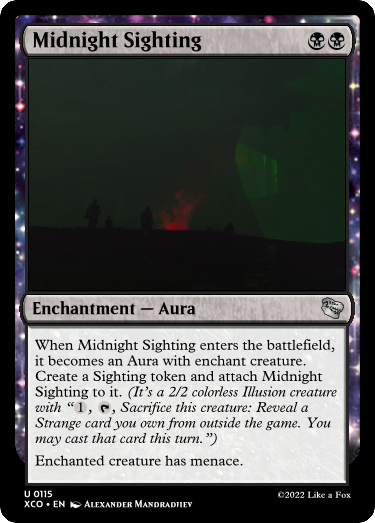 Midnight Sighting
Enchantment — Aura
When Midnight Sighting enters the battlefield,
it becomes an Aura with enchant creature.
Create a Sighting token and attach Midnight
Sighting to it. (It's a 2/2 colorless Illusion creature
with “1, , Sacrifice this creature: Reveal a
Strange card you own from outside the game. You
may cast that card this turn.”)
Enchanted creature has menace.
U 0115
XCO • EN Alexander Mandradjiev
©2022 Like a Fox